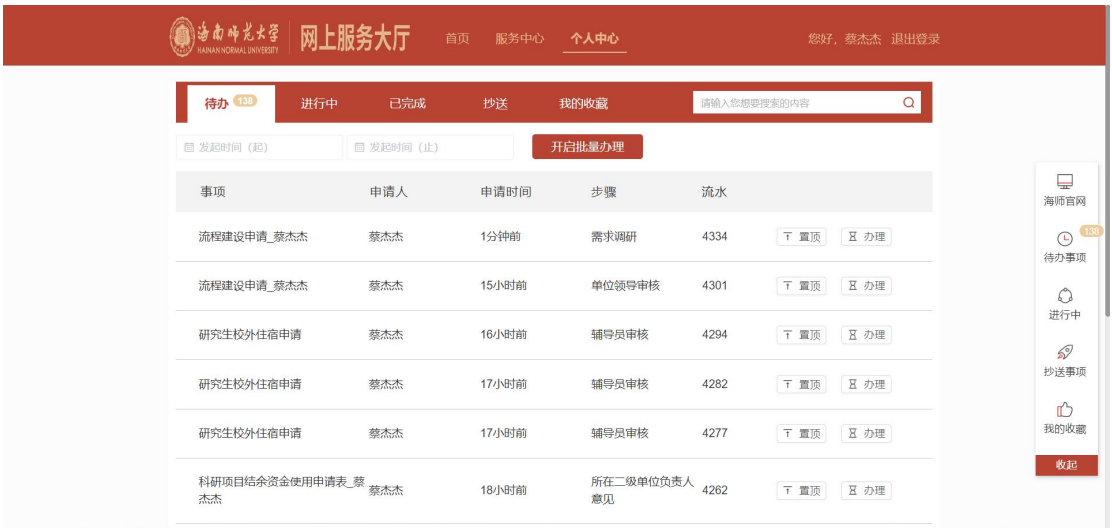 海南师范大学
HAINAN NORMAL UNIVERSITY
网上服务大厅
首页 服务中心 个人中心
您好，蔡杰杰 退出登录
待办 138 进行中 已完成 抄送 我的收藏 请输入您想要搜索的内容
发起时间（起） 发起时间（止） 开启批量办理
事项 申请人 申请时间 步骤 流水
流程建设申请_蔡杰杰 蔡杰杰 1分钟前 需求调研 4334 置顶 办理
流程建设申请_蔡杰杰 蔡杰杰 15小时前 单位领导审核 4301 置顶 办理
研究生校外住宿申请 蔡杰杰 16小时前 辅导员审核 4294 置顶 办理
研究生校外住宿申请 蔡杰杰 17小时前 辅导员审核 4282 置顶 办理
研究生校外住宿申请 蔡杰杰 17小时前 辅导员审核 4277 置顶 办理
科研项目结余资金使用申请表_蔡
杰杰 蔡杰杰 18小时前 所在二级单位负责人
意见 4262 置顶 办理
海师官网
138
待办事项
进行中
抄送事项
我的收藏
收起